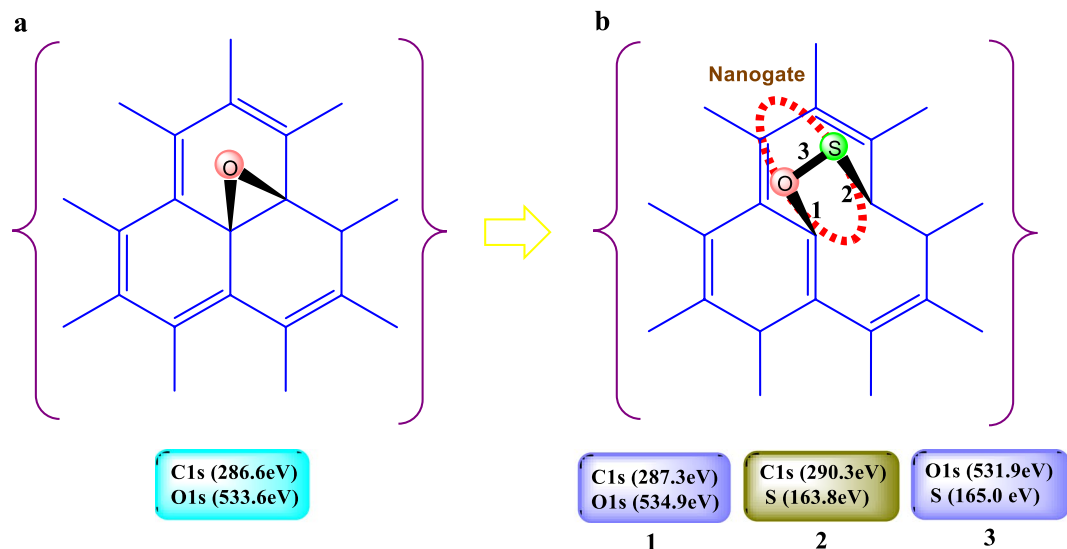 a
O
C1s (286.6eV)
O1s (533.6eV)
b
Nanogate
S
3
O
2
1
C1s (287.3eV)
O1s (534.9eV)
1
C1s (290.3eV)
S (163.8eV)
2
O1s (531.9eV)
S (165.0 eV)
3